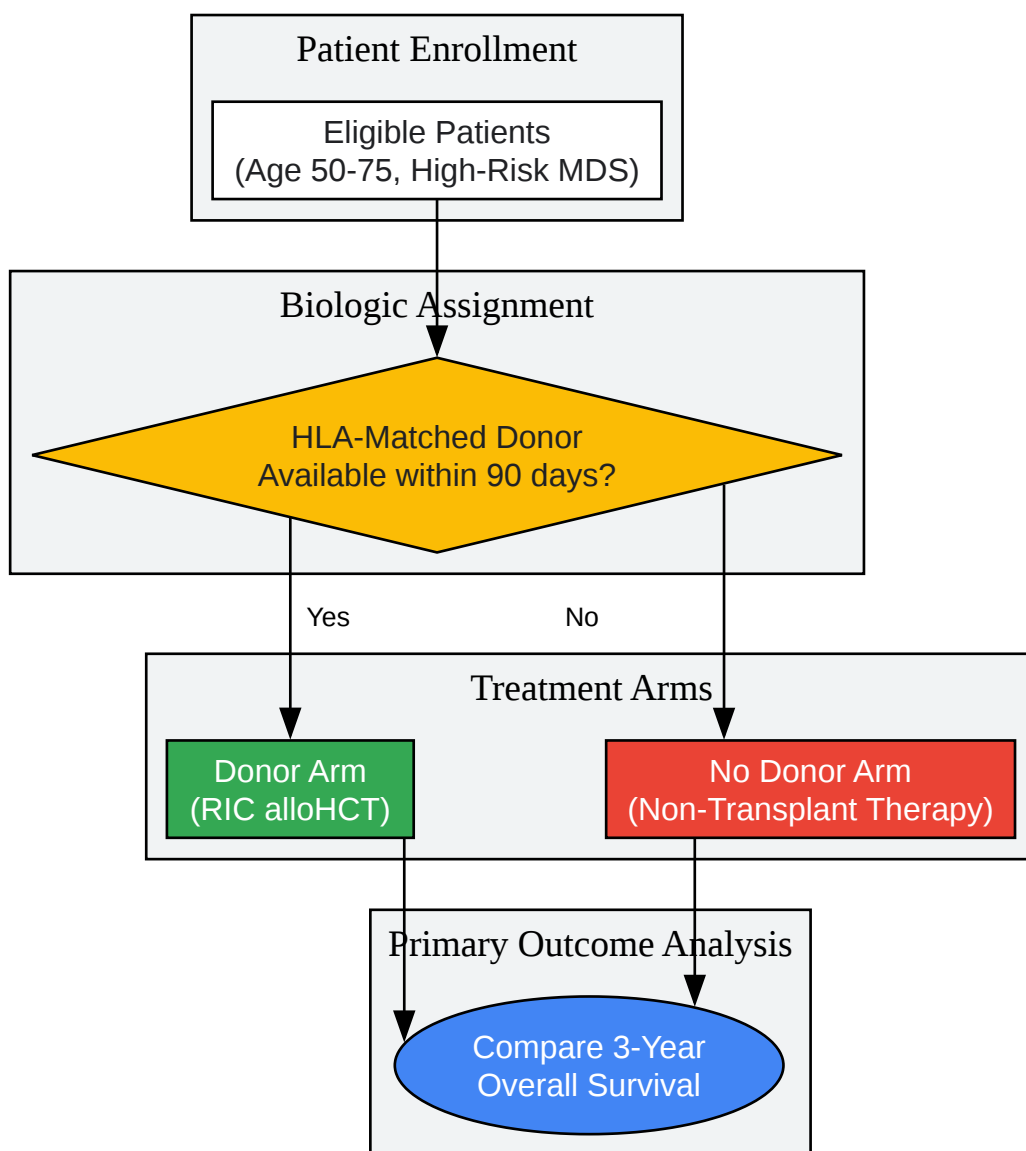 Patient Enrollment
Eligible Patients
(Age 50-75, High-Risk MDS)
Biologic Assignment
HLA-Matched Donor
Available within 90 days?
Yes
No
Treatment Arms
Donor Arm
(RIC alloHCT)
No Donor Arm
(Non-Transplant Therapy)
Primary Outcome Analysis
Compare 3-Year
Overall Survival